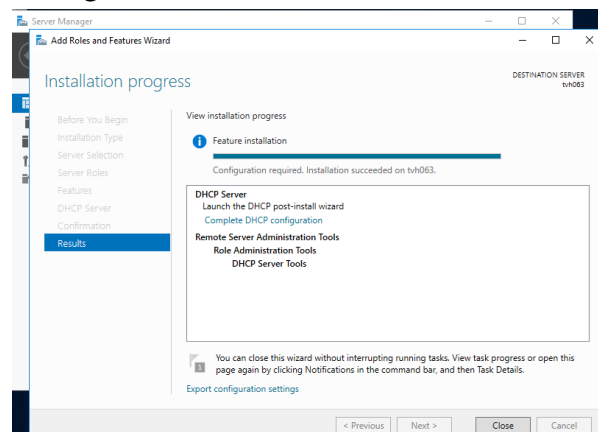 Server Manager
Add Roles and Features Wizard
Installation progress
DESTINATION SERVER
tvh063
Before You Begin
Installation Type
Server Selection
Server Roles
Features
DHCP Server
Confirmation
Results
View installation progress
Feature installation
Configuration required. Installation succeeded on tvh063.
DHCP Server
Launch the DHCP post-install wizard
Complete DHCP configuration
Remote Server Administration Tools
Role Administration Tools
DHCP Server Tools
1
You can close this wizard without interrupting running tasks. View task progress or open this
page again by clicking Notifications in the command bar, and then Task Details.
Export configuration settings
< Previous
Next >
Close
Cancel